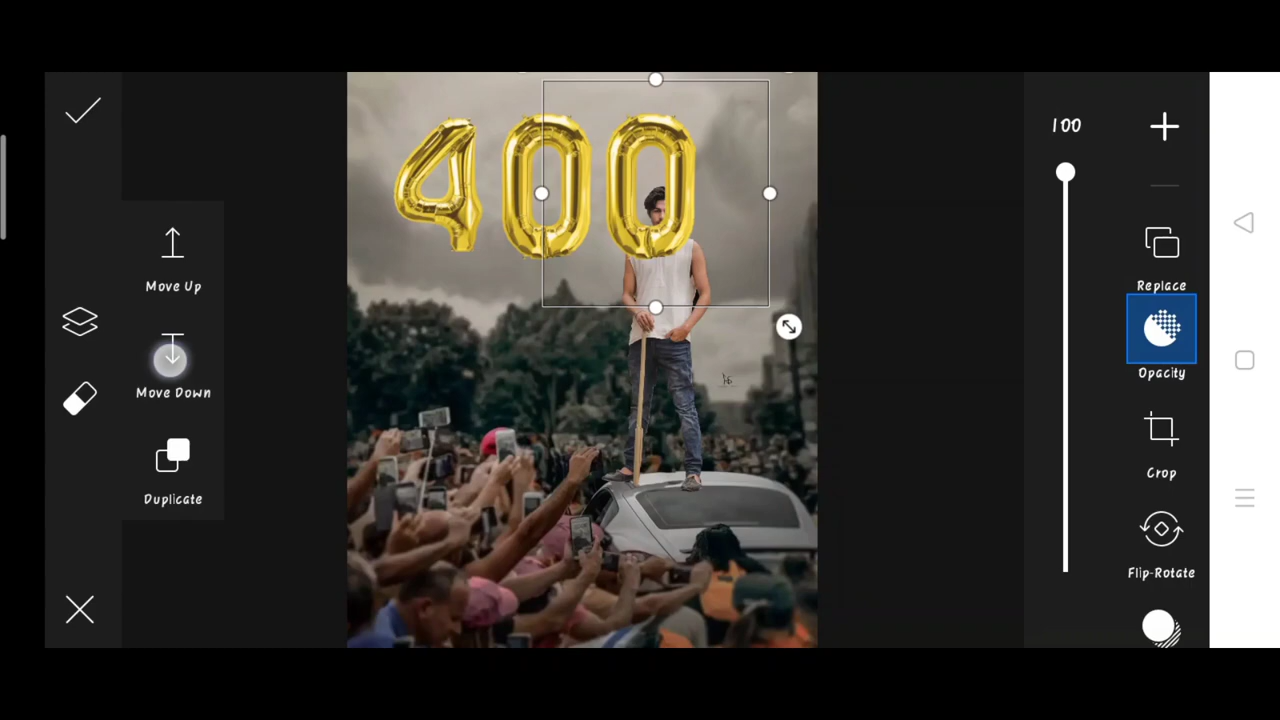 400
100
Move Up
Move Down
Duplicate
Replace
Opacity
Crop
Flip-Rotate